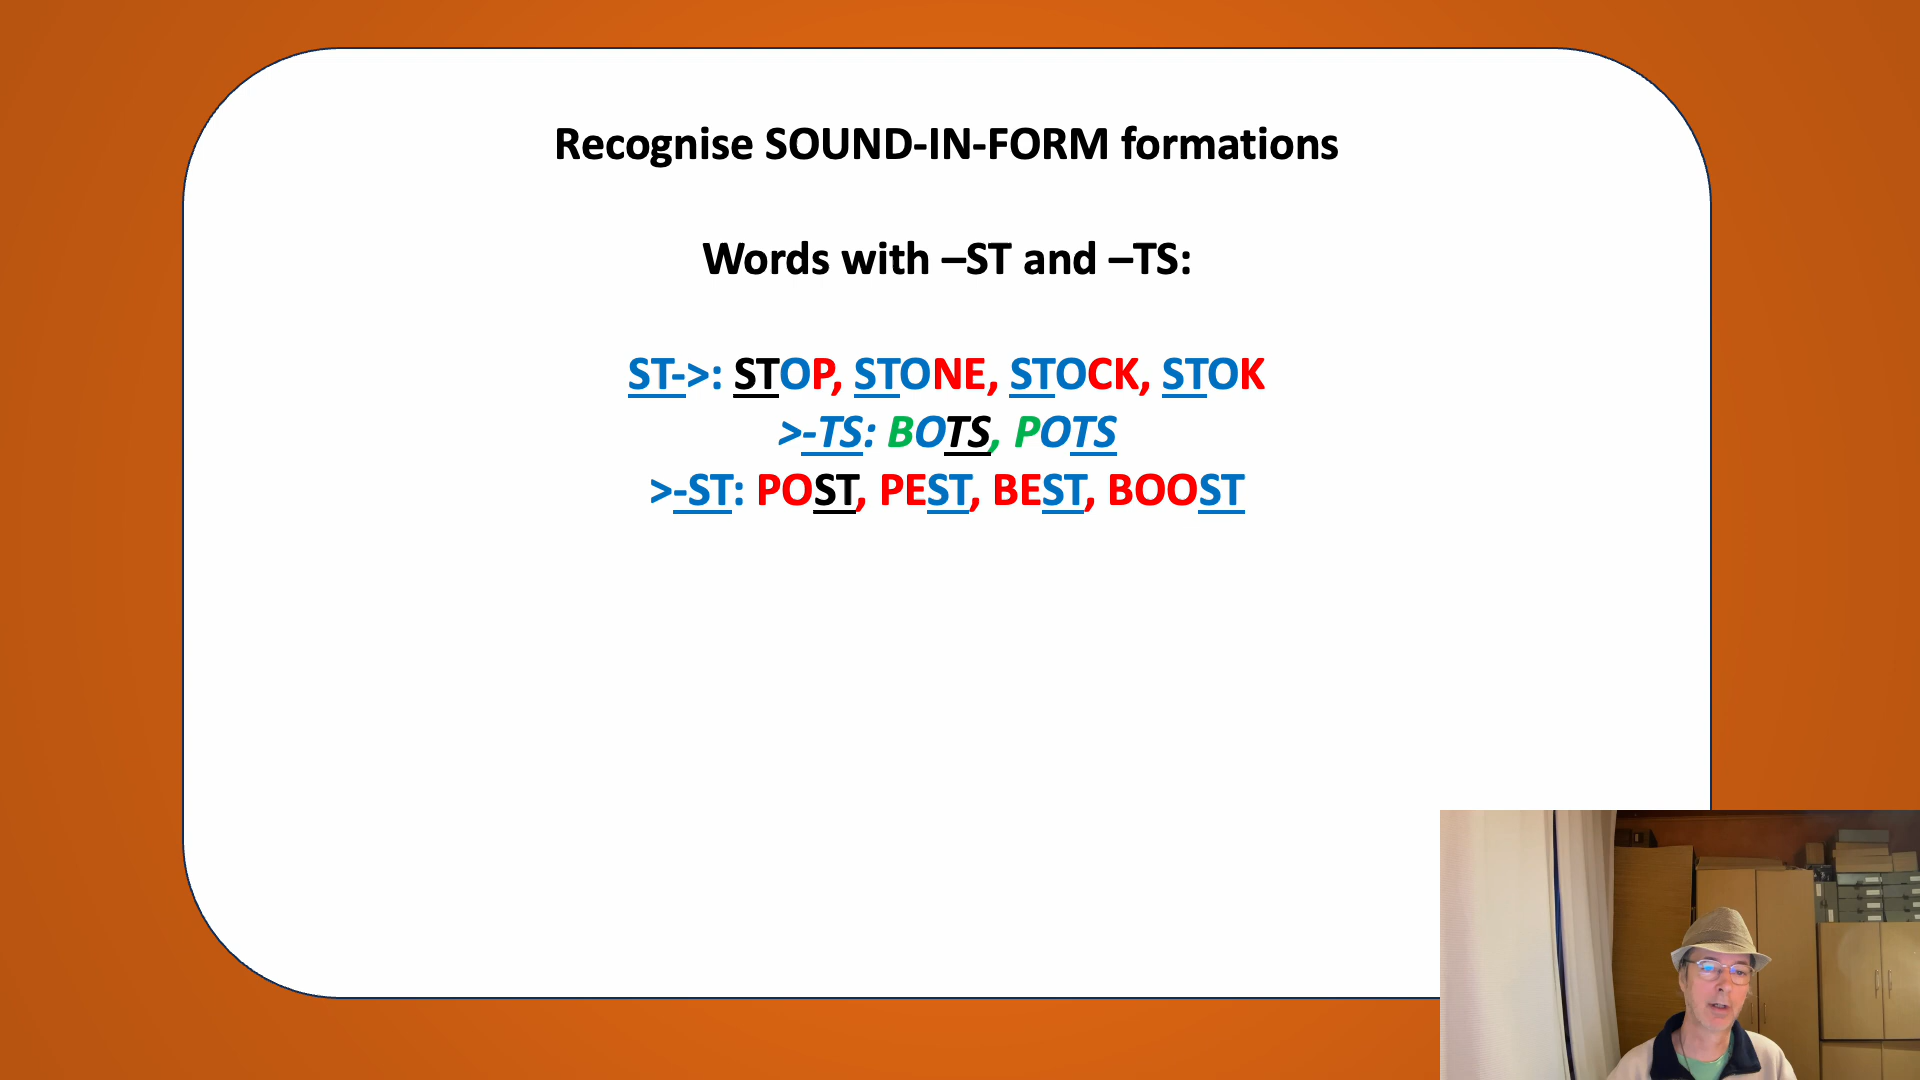 Recognise SOUND-IN-FORM formations
Words with –ST and –TS:
ST->: STOP, STONE, STOCK, STOK
>-TS: BOTS, POTS
>-ST: POST, PEST, BEST, BOOST